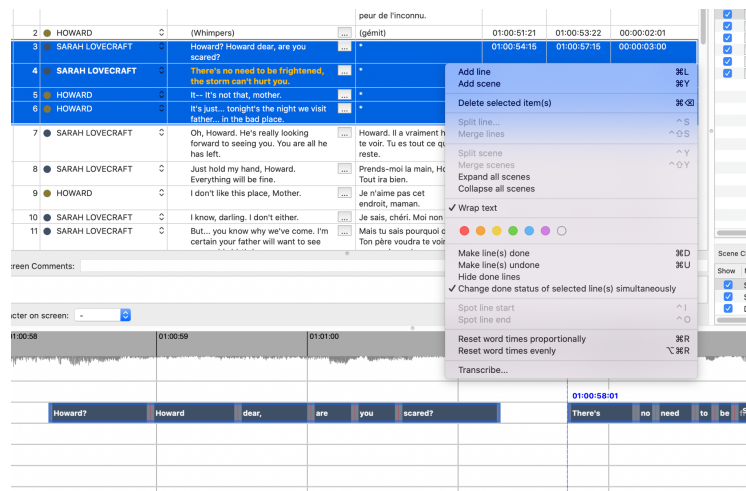 peur de l'inconnu.
2 HOWARD (Whimpers) ... (gémit) 01:00:51:21 01:00:53:22 00:00:02:01
3 SARAH LOVECRAFT Howard? Howard dear, are you ... * 01:00:54:15 01:00:57:15 00:00:03:00
scared?
4 SARAH LOVECRAFT There's no need to be frightened, ... *
the storm can't hurt you.
5 HOWARD It-- It's not that, mother. ... *
6 HOWARD It's just... tonight's the night we visit ... *
father... in the bad place.
7 SARAH LOVECRAFT Oh, Howard. He's really looking ... Howard. Il a vraiment h
forward to seeing you. You are all he te voir. Tu es tout ce qu
has left. reste.
8 SARAH LOVECRAFT Just hold my hand, Howard. ... Prends-moi la main, Ho
Everything will be fine. Tout ira bien.
9 HOWARD I don't like this place, Mother. ... Je n'aime pas cet
endroit, maman.
10 SARAH LOVECRAFT I know, darling. I don't either. ... Je sais, chéri. Moi non
11 SARAH LOVECRAFT But... you know why we've come. I'm ... Mais tu sais pourquoi o
certain your father will want to see Ton père voudra te voir
Add line ⌘L
Add scene ⌘Y
Delete selected item(s) ⌘⌫
Split line... ^S
Merge lines ^⇧S
Split scene ^Y
Merge scenes ^⇧Y
Expand all scenes
Collapse all scenes
✓ Wrap text
Make line(s) done ⌘D
Make line(s) undone ⌘U
Hide done lines
✓ Change done status of selected line(s) simultaneously
Spot line start ^I
Spot line end ^O
Reset word times proportionally ⌘R
Reset word times evenly ⌥⌘R
Transcribe...
Scene C
Show
reen Comments:
cter on screen: -
1:00:58 01:00:59 01:01:00
01:00:58:01
Howard? Howard dear, are you scared? There's no need to be